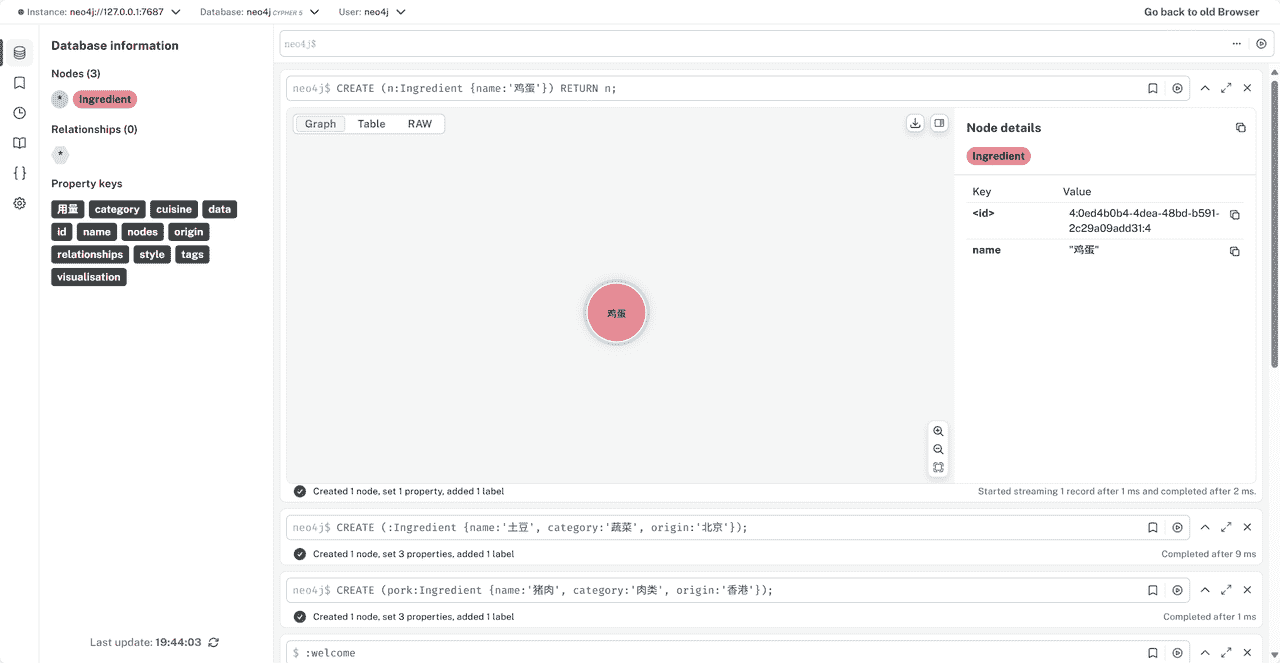 Instance: neo4j://127.0.0.1:7687 Database: neo4j CYPHER 5 User: neo4j Go back to old Browser
Database information
Nodes (3)
* Ingredient
Relationships (0)
*
Property keys
用量 category cuisine data
id name nodes origin
relationships style tags
visualisation
Last update: 19:44:03
neo4j$
neo4j$ CREATE (n:Ingredient {name:'鸡蛋'}) RETURN n;
Graph Table RAW
鸡蛋
Node details
Ingredient
Key Value
<id> 4:0ed4b0b4-4dea-48bd-b591-
2c29a09add31:4
name "鸡蛋"
Created 1 node, set 1 property, added 1 label Started streaming 1 record after 1 ms and completed after 2 ms.
neo4j$ CREATE (:Ingredient {name:'土豆', category:'蔬菜', origin:'北京'});
Created 1 node, set 3 properties, added 1 label Completed after 9 ms
neo4j$ CREATE (pork:Ingredient {name:'猪肉', category:'肉类', origin:'香港'});
Created 1 node, set 3 properties, added 1 label Completed after 1 ms
$ :welcome